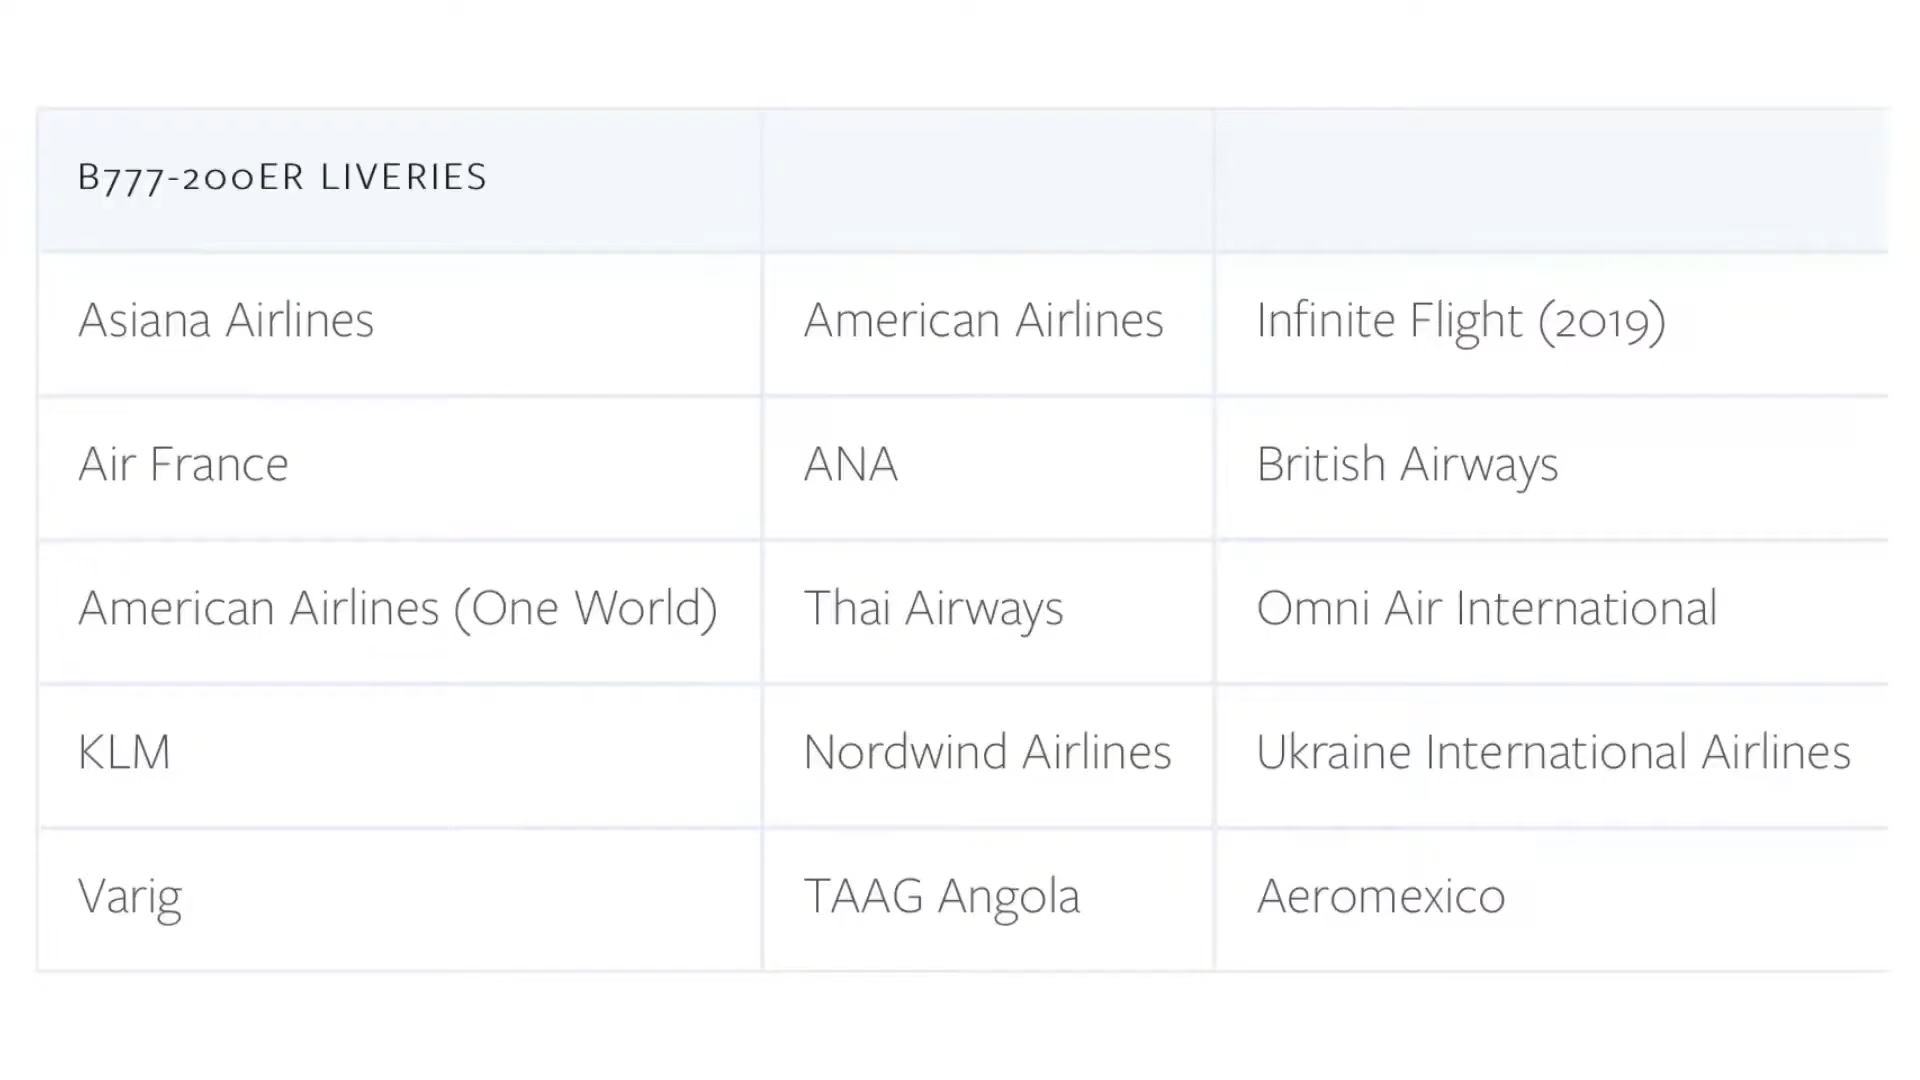 B777-200ER LIVERIES
Asiana Airlines American Airlines Infinite Flight (2019)
Air France ANA British Airways
American Airlines (One World) Thai Airways Omni Air International
KLM Nordwind Airlines Ukraine International Airlines
Varig TAAG Angola Aeromexico